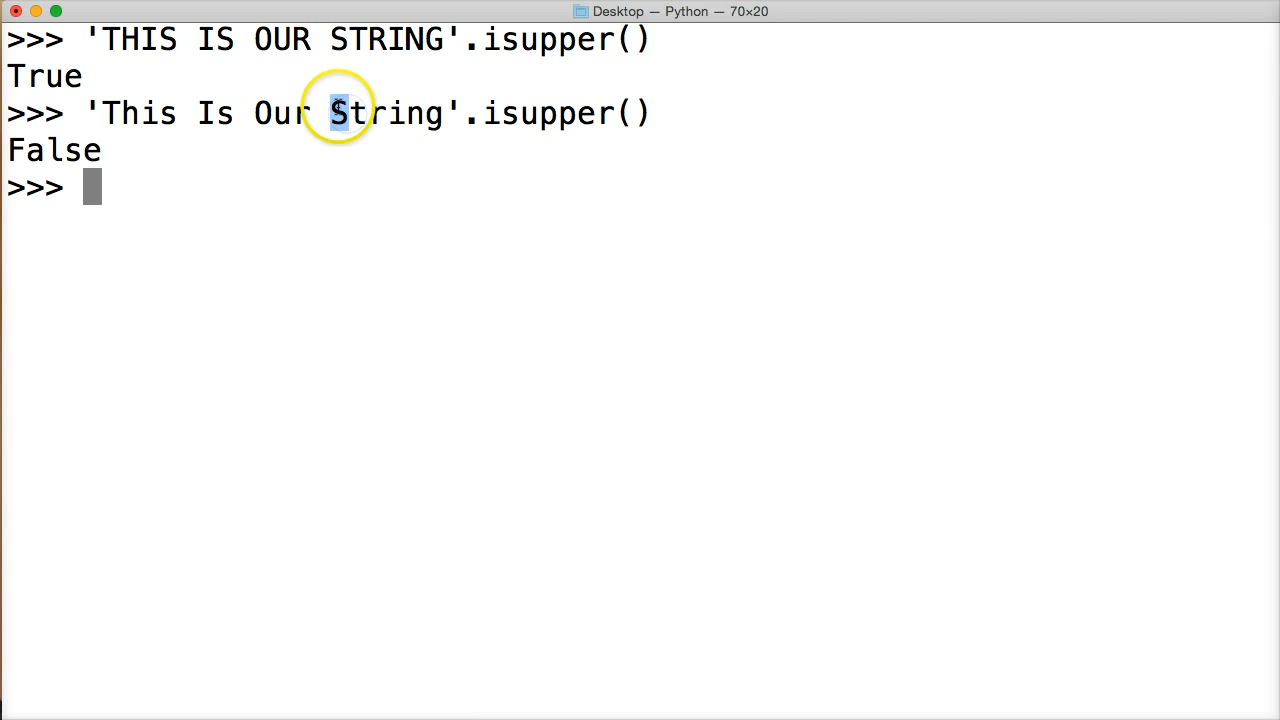 Desktop — Python — 70×20
>>> 'THIS IS OUR STRING'.isupper()
True
>>> 'This Is Our String'.isupper()
False
>>>